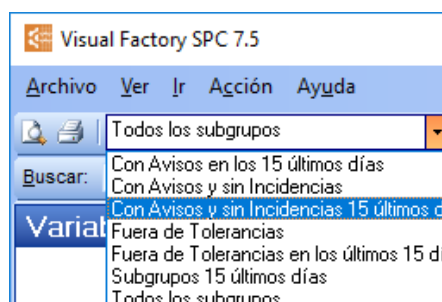 Visual Factory SPC 7.5
Archivo Ver Ir Acción Ayuda
Todos los subgrupos
Buscar:
Con Avisos en los 15 últimos días
Con Avisos y sin Incidencias
Con Avisos y sin Incidencias 15 últimos
Variab
Fuera de Tolerancias
Fuera de Tolerancias en los últimos 15 dí
Subgrupos 15 últimos días
Todos los subgrupos